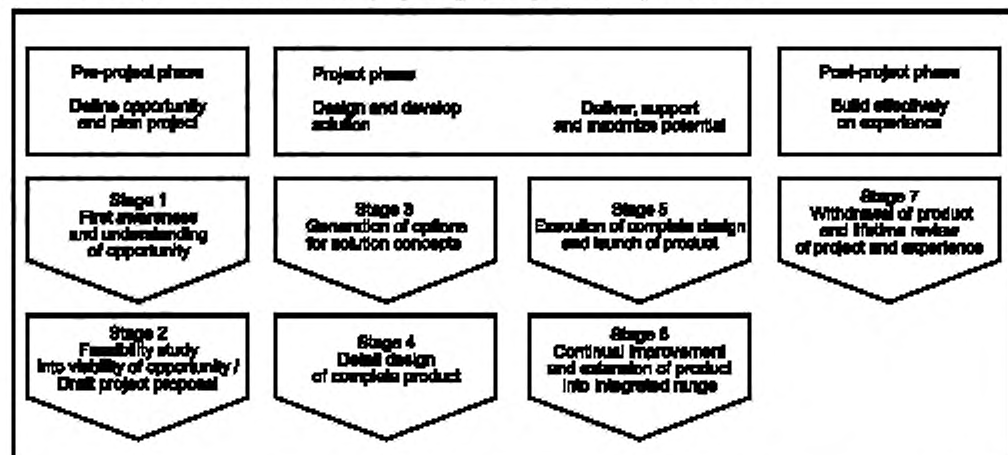 Pre-project phase
Define opportunity
and plan project
Project phase
Design and develop
solution
Deliver, support
and maximize potential
Post-project phase
Build effectively
on experience
Stage 1
First awareness
and understanding
of opportunity
Stage 3
Generation of options
for solution concepts
Stage 5
Execution of complete design
and launch of product
Stage 7
Withdrawal of product
and lifetime review
of project and experience
Stage 2
Feasibility study
into viability of opportunity /
Draft project proposal
Stage 4
Detail design
of complete product
Stage 6
Continual improvement
and extension of product
into integrated range